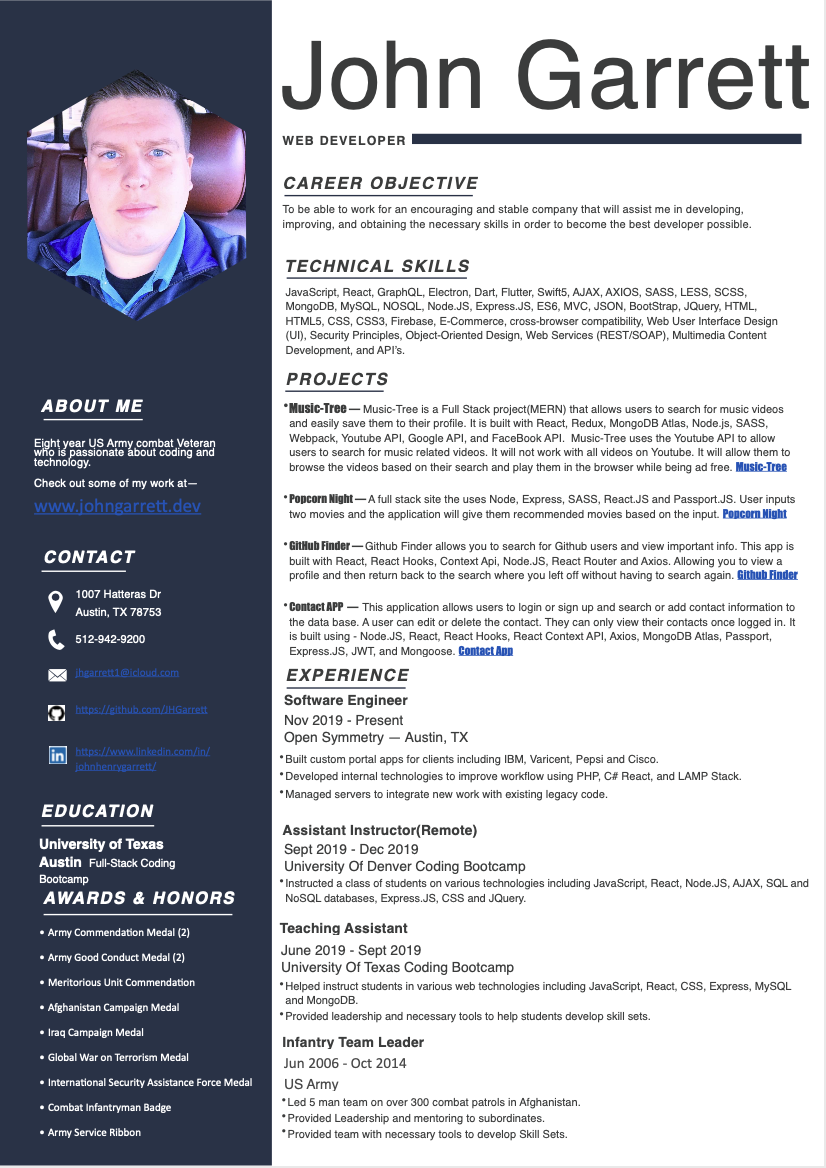 John Garrett
WEB DEVELOPER
CAREER OBJECTIVE
To be able to work for an encouraging and stable company that will assist me in developing,
improving, and obtaining the necessary skills in order to become the best developer possible.
TECHNICAL SKILLS
JavaScript, React, GraphQL, Electron, Dart, Flutter, Swift5, AJAX, AXIOS, SASS, LESS, SCSS,
MongoDB, MySQL, NOSQL, Node.JS, Express.JS, ES6, MVC, JSON, BootStrap, JQuery, HTML,
HTML5, CSS, CSS3, Firebase, E-Commerce, cross-browser compatibility, Web User Interface Design
(UI), Security Principles, Object-Oriented Design, Web Services (REST/SOAP), Multimedia Content
Development, and API's.
PROJECTS
•Music-Tree — Music-Tree is a Full Stack project(MERN) that allows users to search for music videos
and easily save them to their profile. It is built with React, Redux, MongoDB Atlas, Node.js, SASS,
Webpack, Youtube API, Google API, and FaceBook API. Music-Tree uses the Youtube API to allow
users to search for music related videos. It will not work with all videos on Youtube. It will allow them to
browse the videos based on their search and play them in the browser while being ad free. Music-Tree
•Popcorn Night — A full stack site the uses Node, Express, SASS, React.JS and Passport.JS. User inputs
two movies and the application will give them recommended movies based on the input. Popcorn Night
•GitHub Finder — Github Finder allows you to search for Github users and view important info. This app is
built with React, React Hooks, Context Api, Node.JS, React Router and Axios. Allowing you to view a
profile and then return back to the search where you left off without having to search again. Github Finder
•Contact APP — This application allows users to login or sign up and search or add contact information to
the data base. A user can edit or delete the contact. They can only view their contacts once logged in. It
is built using - Node.JS, React, React Hooks, React Context API, Axios, MongoDB Atlas, Passport,
Express.JS, JWT, and Mongoose. Contact App
EXPERIENCE
Software Engineer
Nov 2019 - Present
Open Symmetry — Austin, TX
•Built custom portal apps for clients including IBM, Varicent, Pepsi and Cisco.
•Developed internal technologies to improve workflow using PHP, C# React, and LAMP Stack.
•Managed servers to integrate new work with existing legacy code.
Assistant Instructor(Remote)
Sept 2019 - Dec 2019
University Of Denver Coding Bootcamp
•Instructed a class of students on various technologies including JavaScript, React, Node.JS, AJAX, SQL and
NoSQL databases, Express.JS, CSS and JQuery.
Teaching Assistant
June 2019 - Sept 2019
University Of Texas Coding Bootcamp
•Helped instruct students in various web technologies including JavaScript, React, CSS, Express, MySQL
and MongoDB.
•Provided leadership and necessary tools to help students develop skill sets.
Infantry Team Leader
Jun 2006 - Oct 2014
US Army
•Led 5 man team on over 300 combat patrols in Afghanistan.
•Provided Leadership and mentoring to subordinates.
•Provided team with necessary tools to develop Skill Sets.
ABOUT ME
Eight year US Army combat Veteran
who is passionate about coding and
technology.
Check out some of my work at—
www.johngarrett.dev
CONTACT
1007 Hatteras Dr
Austin, TX 78753
512-942-9200
jhgarrett1@icloud.com
https://github.com/JHGarrett
https://www.linkedin.com/in/
johnhenrygarrett/
EDUCATION
University of Texas
Austin Full-Stack Coding
Bootcamp
AWARDS & HONORS
• Army Commendation Medal (2)
• Army Good Conduct Medal (2)
• Meritorious Unit Commendation
• Afghanistan Campaign Medal
• Iraq Campaign Medal
• Global War on Terrorism Medal
• International Security Assistance Force Medal
• Combat Infantryman Badge
• Army Service Ribbon